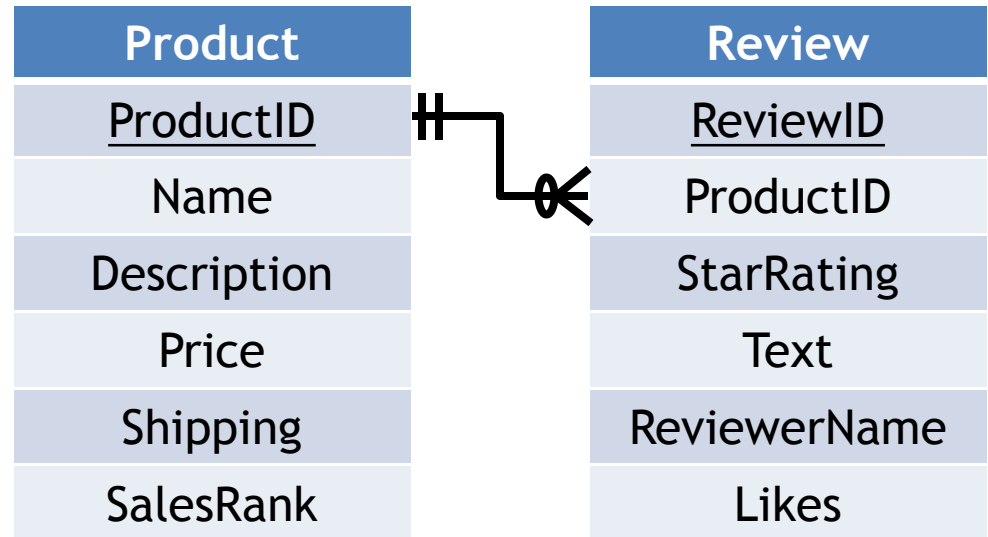 Product
ProductID
Name
Description
Price
Shipping
SalesRank
Review
ReviewID
ProductID
StarRating
Text
ReviewerName
Likes